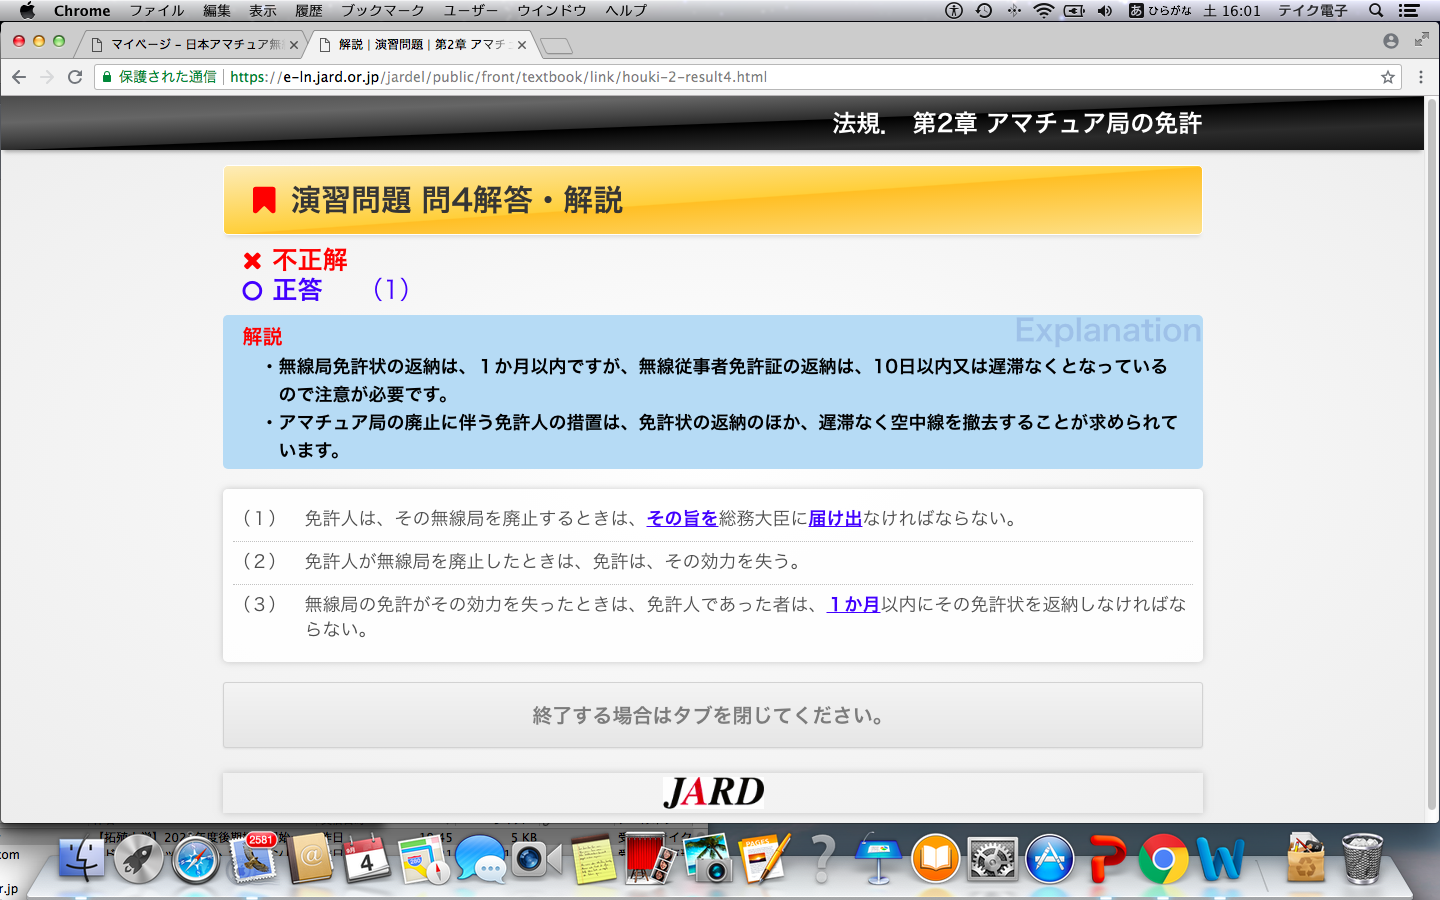 Chrome ファイル 編集 表示 履歴 ブックマーク ユーザー ウインドウ ヘルプ あ ひらがな 土 16:01 テイク電子
マイページ – 日本アマチュア無 解説 | 演習問題 | 第2章 アマチ
保護された通信 https://e-ln.jard.or.jp/jardel/public/front/textbook/link/houki-2-result4.html
法規． 第2章 アマチュア局の免許
演習問題 問4解答・解説
不正解
正答 （1）
Explanation
解説
・無線局免許状の返納は、１か月以内ですが、無線従事者免許証の返納は、10日以内又は遅滞なくとなっている
ので注意が必要です。
・アマチュア局の廃止に伴う免許人の措置は、免許状の返納のほか、遅滞なく空中線を撤去することが求められて
います。
（１） 免許人は、その無線局を廃止するときは、その旨を総務大臣に届け出なければならない。
（２） 免許人が無線局を廃止したときは、免許は、その効力を失う。
（３） 無線局の免許がその効力を失ったときは、免許人であった者は、１か月以内にその免許状を返納しなければな
らない。
終了する場合はタブを閉じてください。
JARD
5 KB
com
r.jp
2581
4
280
PAGES